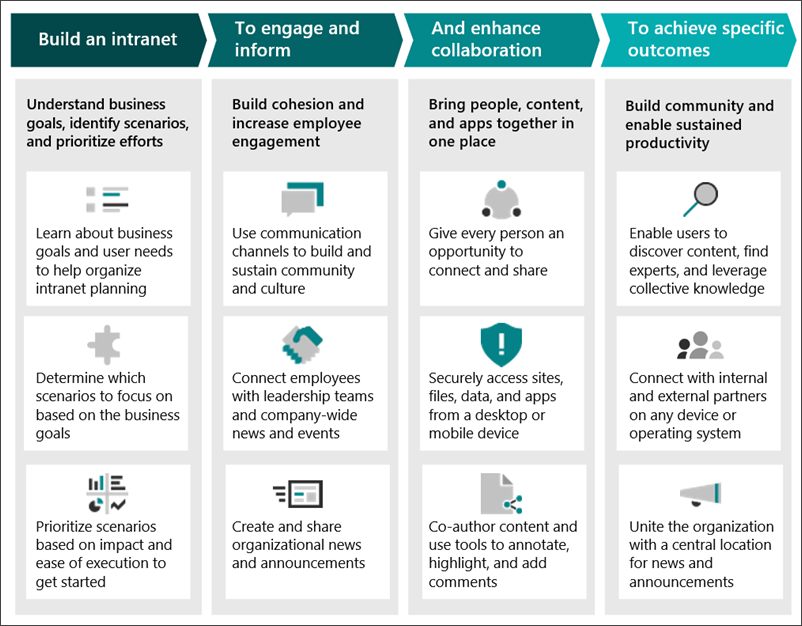 Build an intranet
To engage and
inform
And enhance
collaboration
To achieve specific
outcomes
Understand business
goals, identify scenarios,
and prioritize efforts
Learn about business
goals and user needs
to help organize
intranet planning
Determine which
scenarios to focus on
based on the business
goals
Prioritize scenarios
based on impact and
ease of execution to
get started
Build cohesion and
increase employee
engagement
Use communication
channels to build and
sustain community
and culture
Connect employees
with leadership teams
and company-wide
news and events
Create and share
organizational news
and announcements
Bring people, content,
and apps together in
one place
Give every person an
opportunity to
connect and share
Securely access sites,
files, data, and apps
from a desktop or
mobile device
Co-author content and
use tools to annotate,
highlight, and add
comments
Build community and
enable sustained
productivity
Enable users to
discover content, find
experts, and leverage
collective knowledge
Connect with internal
and external partners
on any device or
operating system
Unite the organization
with a central location
for news and
announcements